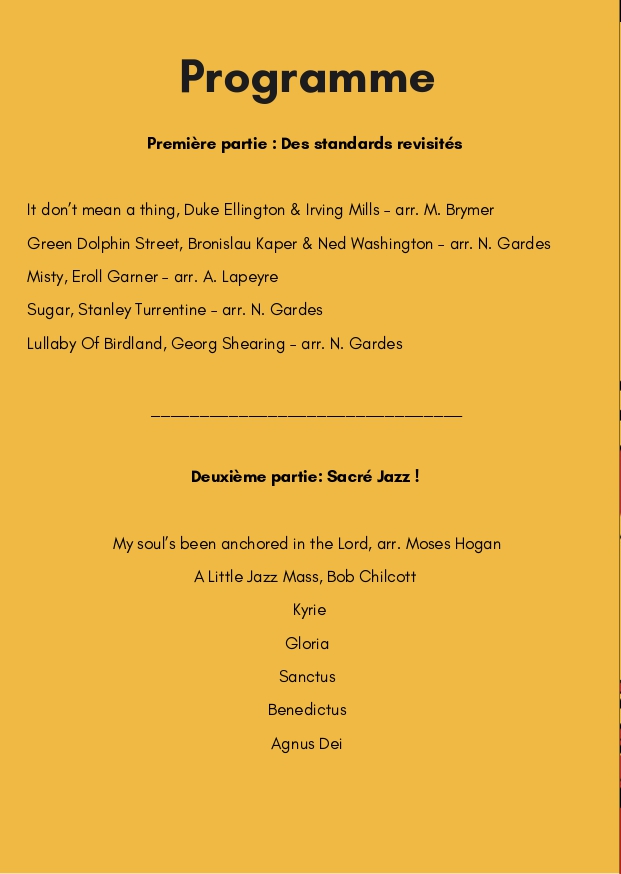 Programme
Première partie : Des standards revisités
It don't mean a thing, Duke Ellington & Irving Mills - arr. M. Brymer
Green Dolphin Street, Bronislau Kaper & Ned Washington - arr. N. Gardes
Misty, Eroll Garner - arr. A. Lapeyre
Sugar, Stanley Turrentine - arr. N. Gardes
Lullaby Of Birdland, Georg Shearing - arr. N. Gardes
________________________________
Deuxième partie: Sacré Jazz !
My soul's been anchored in the Lord, arr. Moses Hogan
A Little Jazz Mass, Bob Chilcott
Kyrie
Gloria
Sanctus
Benedictus
Agnus Dei